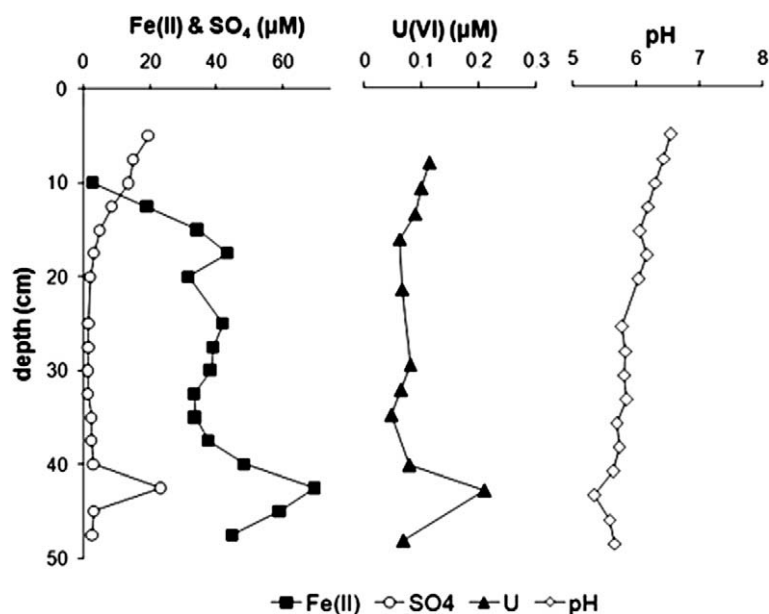 Fe(II) & SO₄ (µM)
U(VI) (µM)
pH
0 20 40 60
0 0.1 0.2 0.3
5 6 7 8
depth (cm)
0
10
20
30
40
50
Fe(II) SO4 U pH